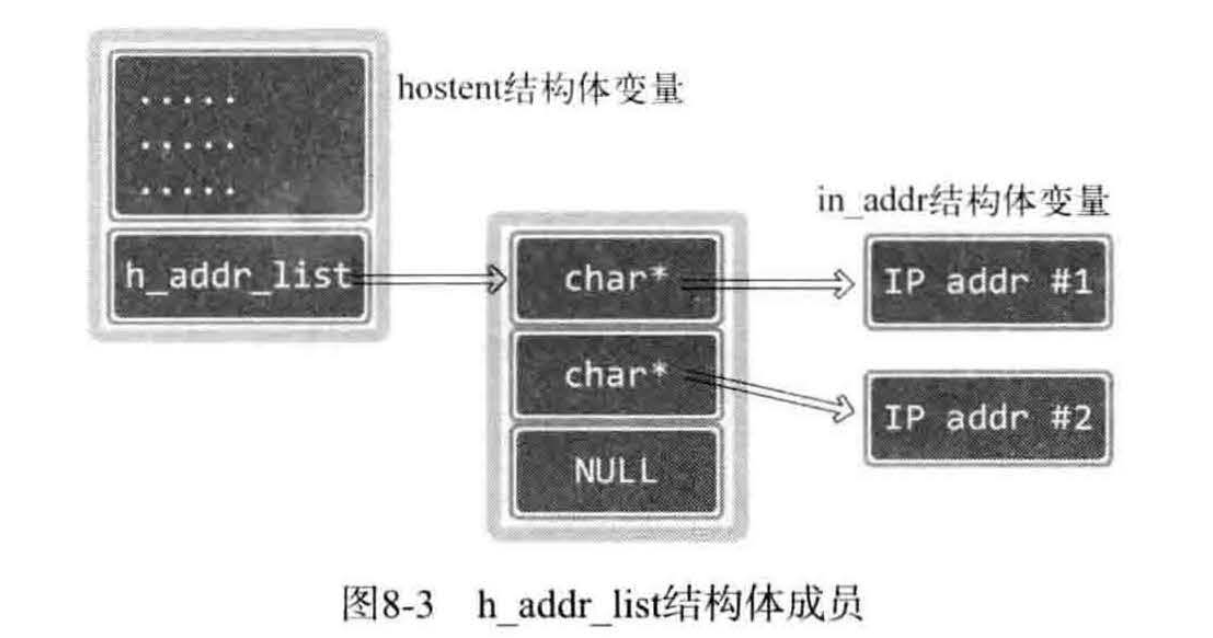 .....
.....
.....
hostent结构体变量
h_addr_list
char*
char*
NULL
in_addr结构体变量
IP addr #1
IP addr #2
图8-3 h_addr_list结构体成员